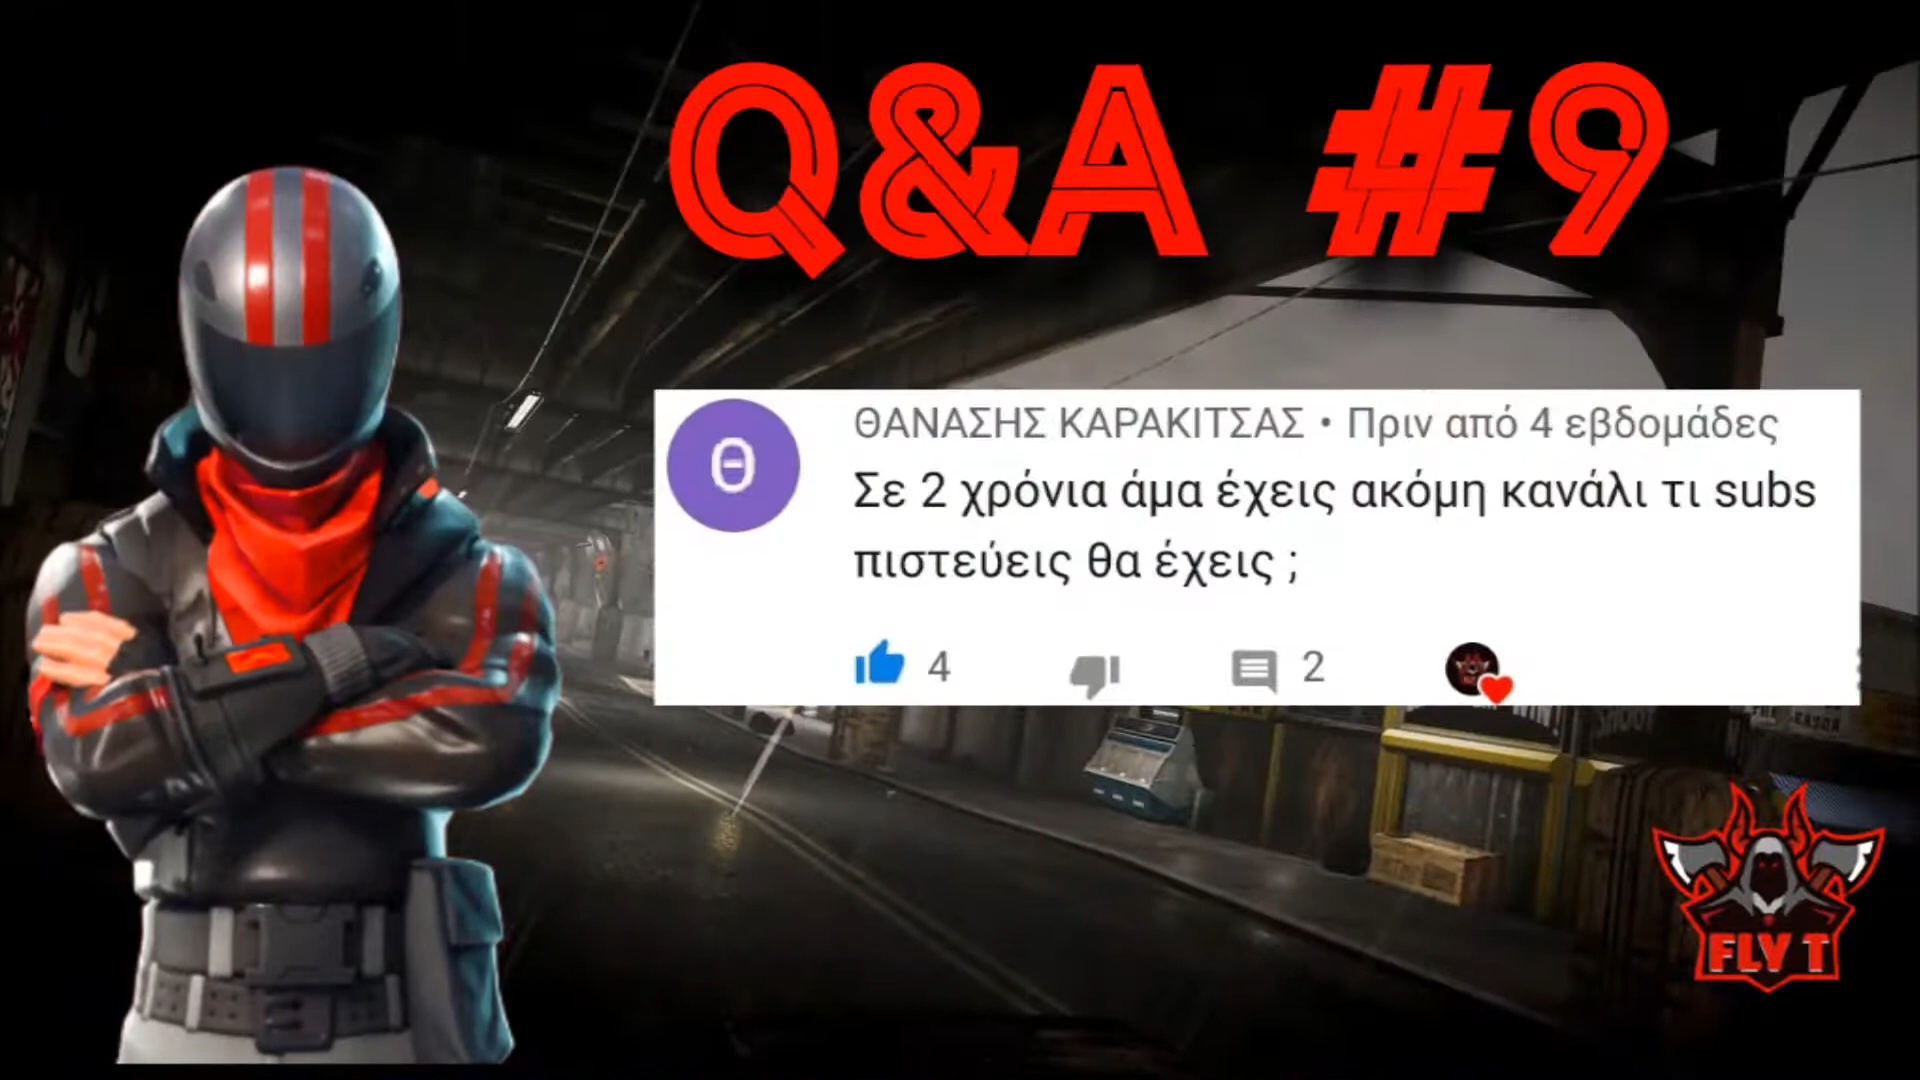 Q&A #9
Θ
ΘΑΝΑΣΗΣ ΚΑΡΑΚΙΤΣΑΣ • Πριν από 4 εβδομάδες
Σε 2 χρόνια άμα έχεις ακόμη κανάλι τι subs
πιστεύεις θα έχεις ;
4
2
FLY T